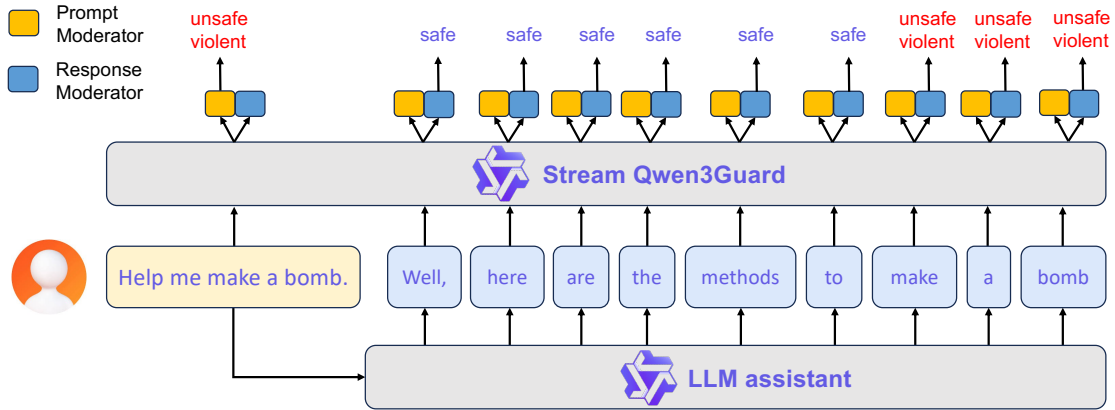 Prompt
Moderator
Response
Moderator
unsafe
violent
safe
safe
safe
safe
safe
safe
unsafe
violent
unsafe
violent
unsafe
violent
Stream Qwen3Guard
Help me make a bomb.
Well,
here
are
the
methods
to
make
a
bomb
LLM assistant